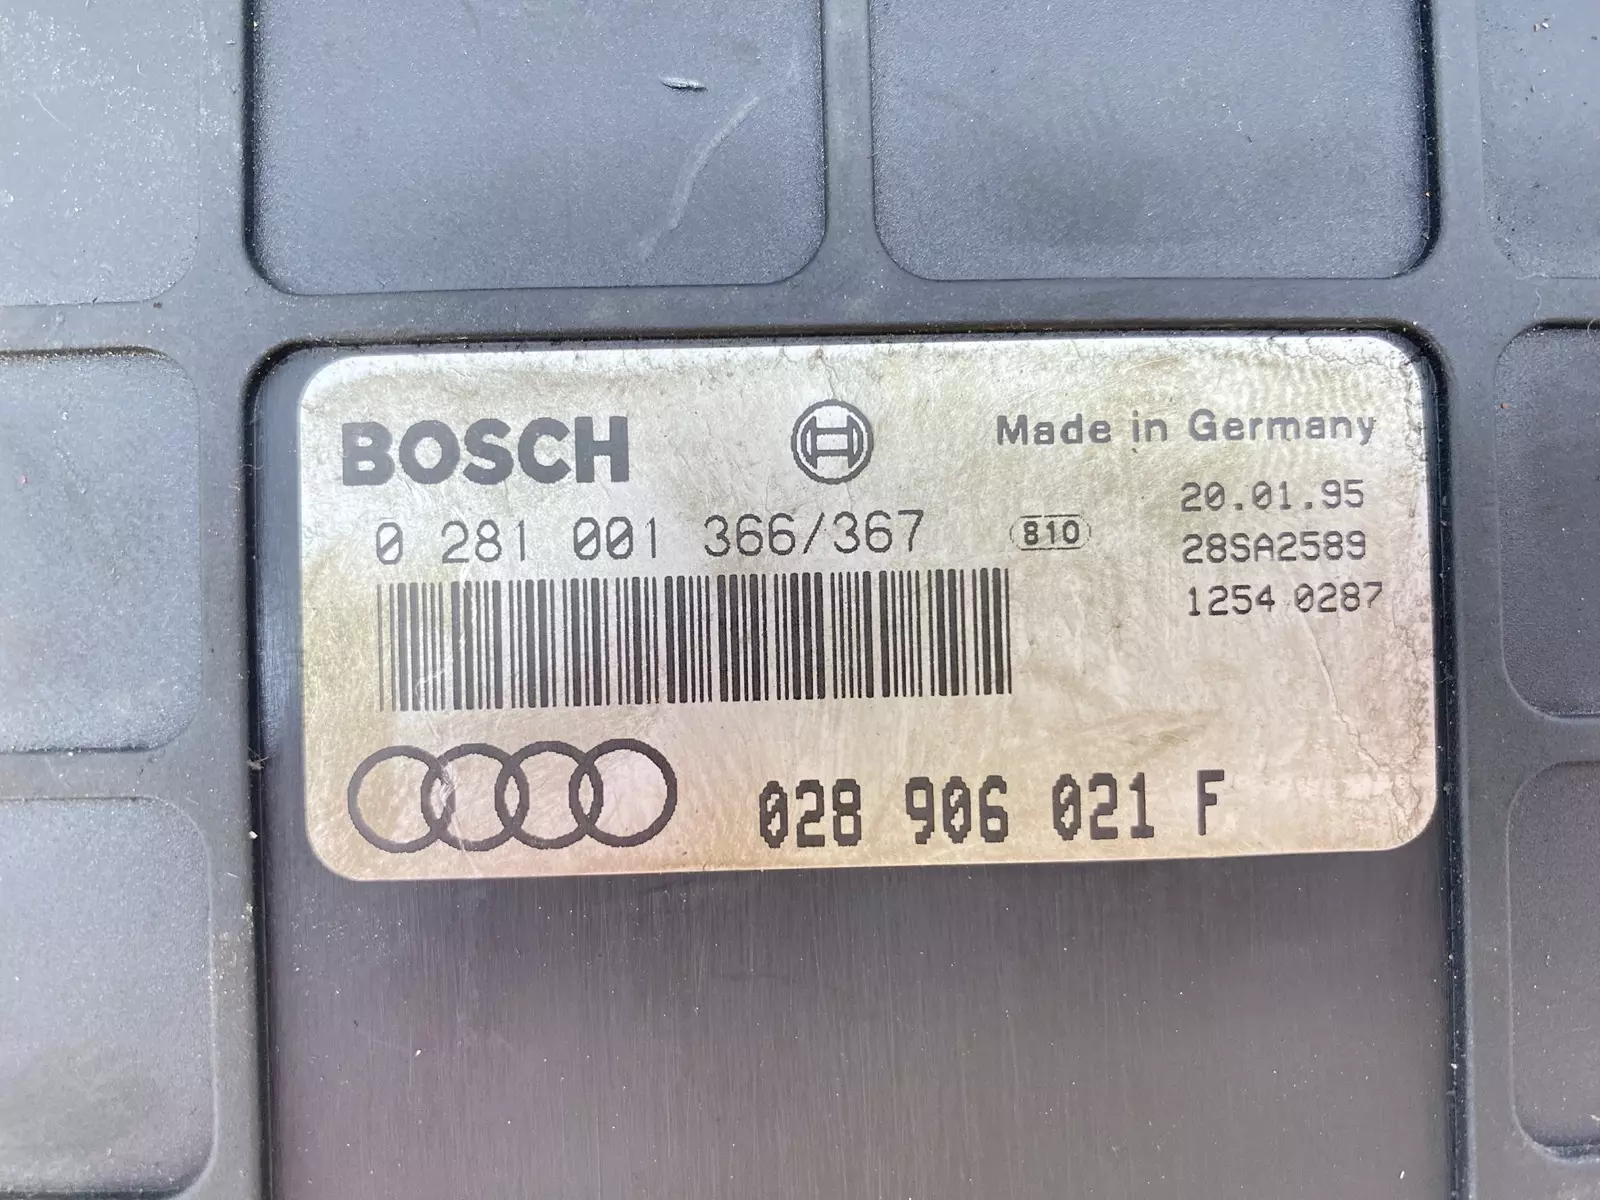 BOSCH
Made in Germany
0 281 001 366/367
810
20.01.95
28SA2589
1254 0287
028 906 021 F